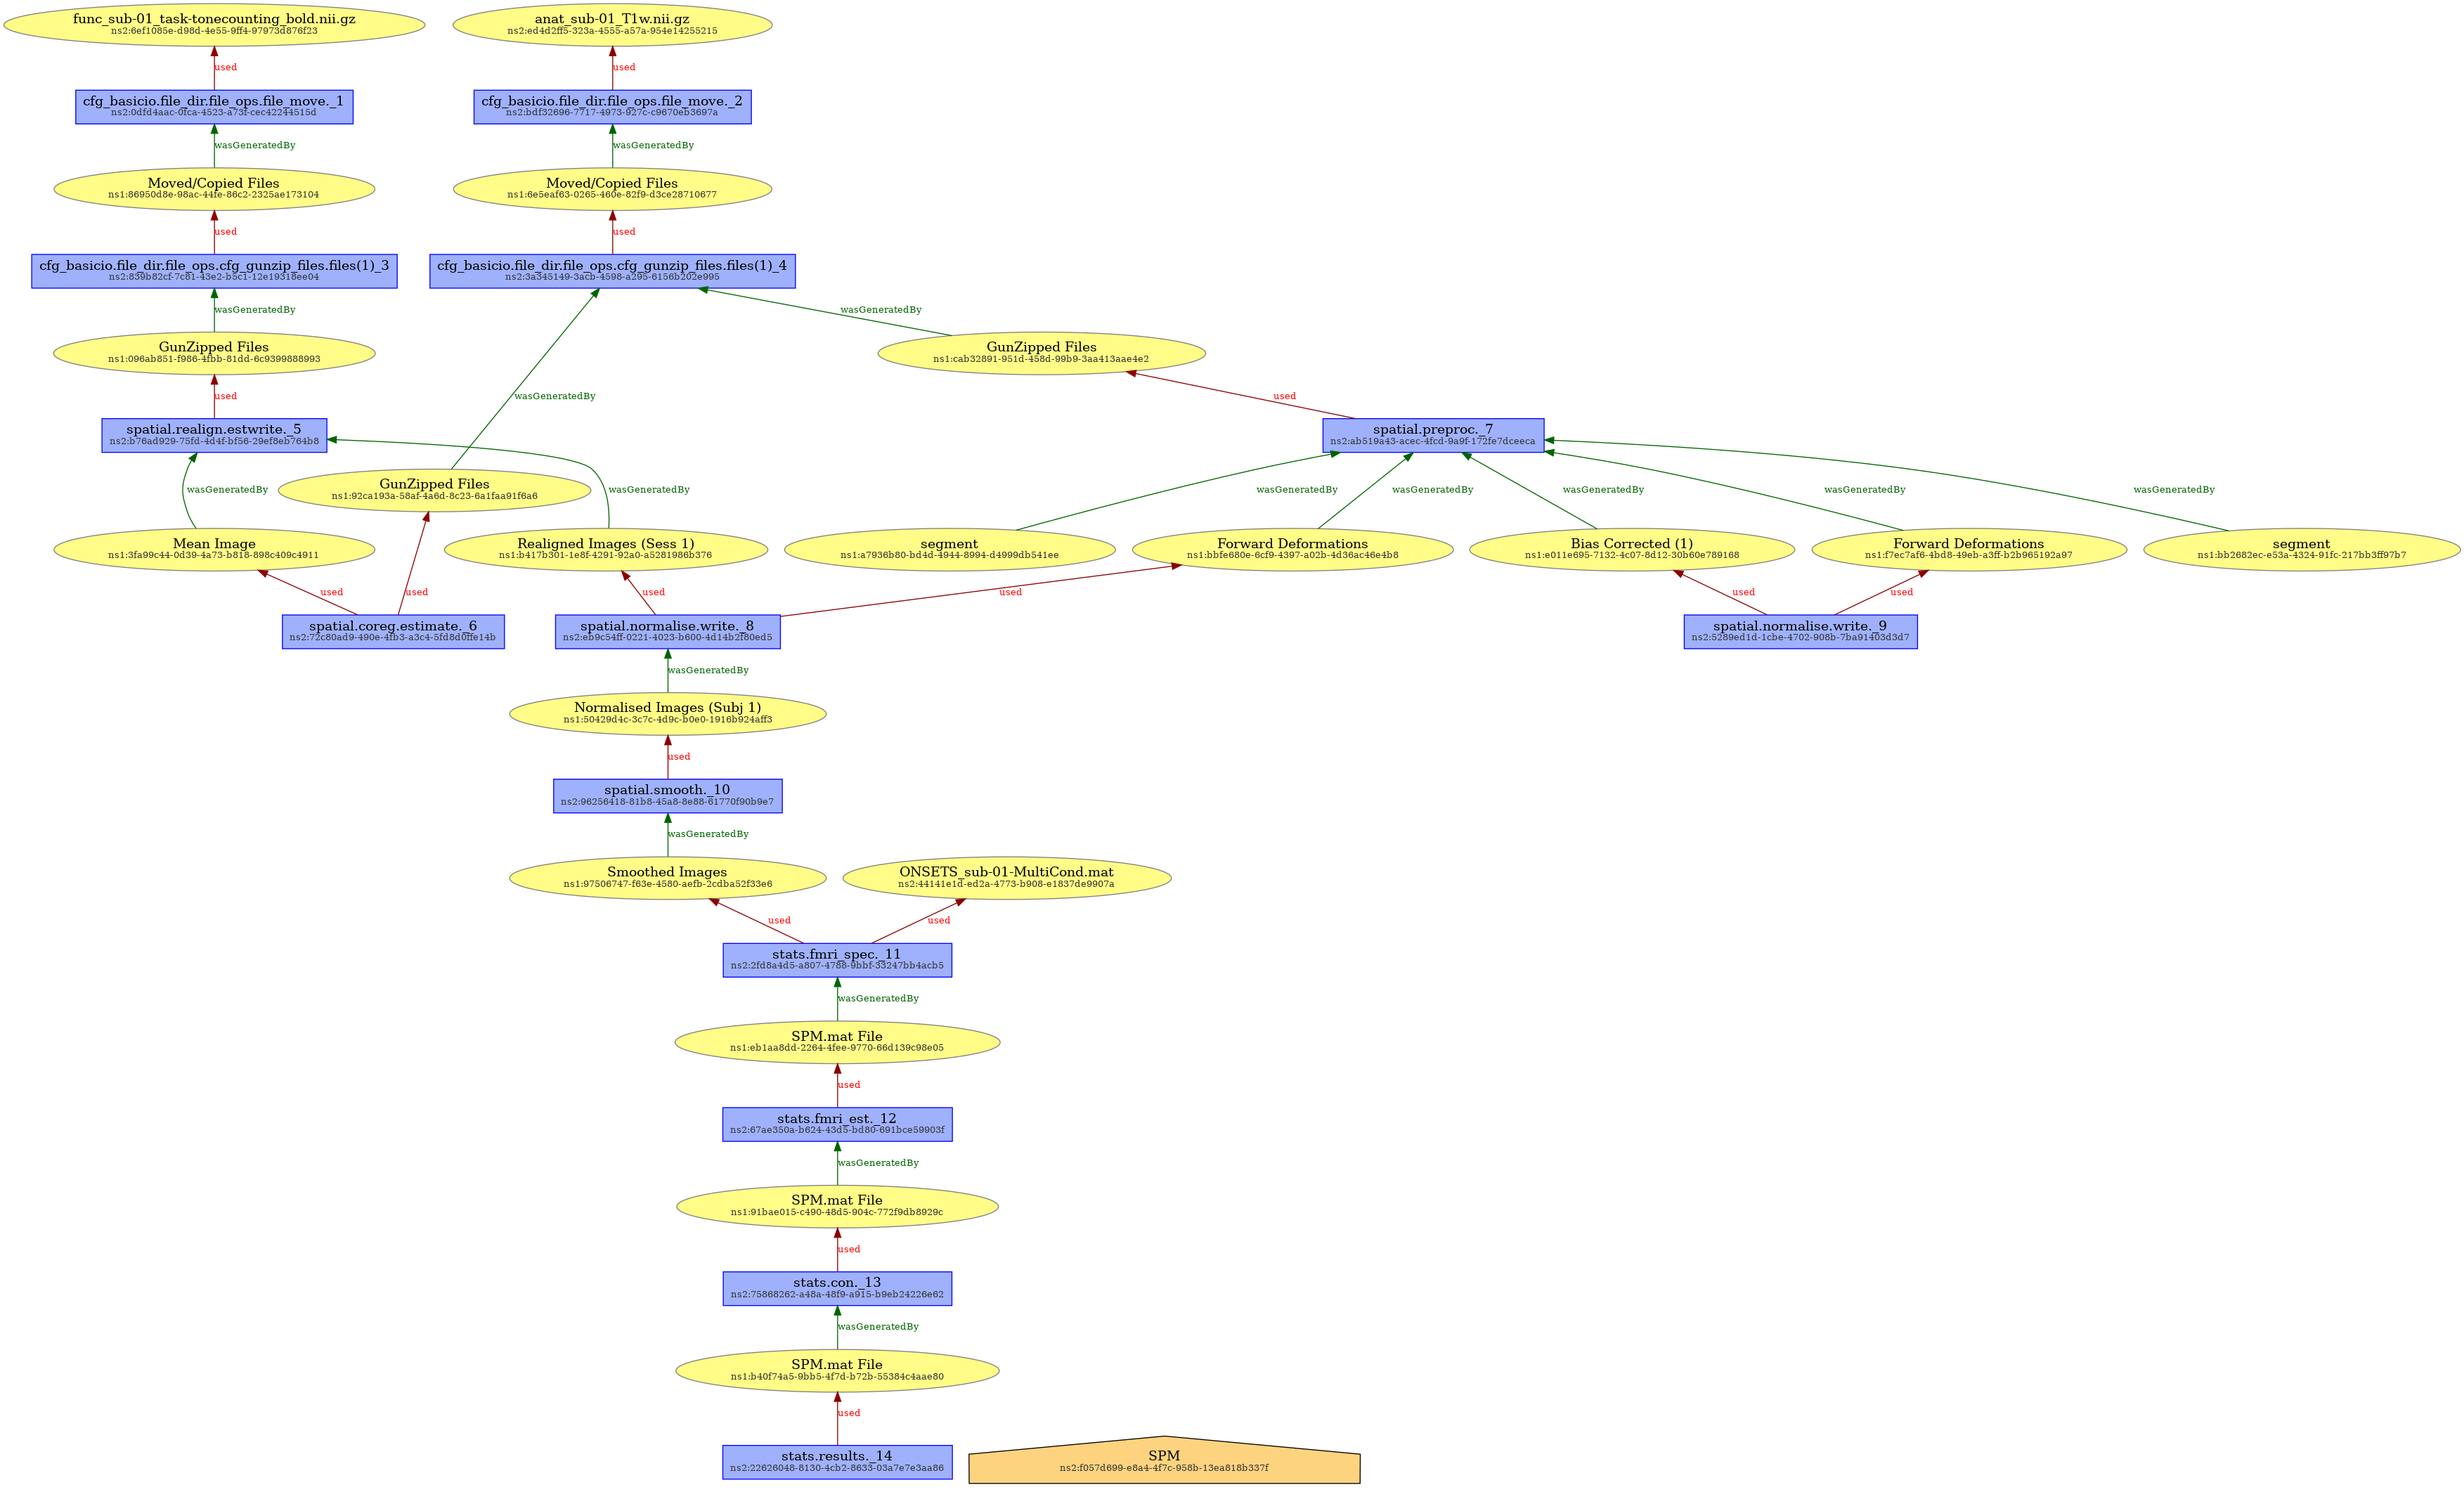 func_sub-01_task-tonecounting_bold.nii.gz
ns2:6ef1085e-d98d-4e55-9ff4-97973d876f23
anat_sub-01_T1w.nii.gz
ns2:ed4d2ff5-323a-4555-a57a-954e14255215
used
used
cfg_basicio.file_dir.file_ops.file_move._1
ns2:0dfd4aac-0fca-4523-a73f-cec42244515d
cfg_basicio.file_dir.file_ops.file_move._2
ns2:bdf32696-7717-4973-927c-c9670eb3697a
wasGeneratedBy
wasGeneratedBy
Moved/Copied Files
ns1:86950d8e-98ac-44fe-86c2-2325ae173104
Moved/Copied Files
ns1:6e5eaf63-0265-460e-82f9-d3ce28710677
used
used
cfg_basicio.file_dir.file_ops.cfg_gunzip_files.files(1)_3
ns2:839b82cf-7c81-43e2-b5c1-12e19318ee04
cfg_basicio.file_dir.file_ops.cfg_gunzip_files.files(1)_4
ns2:3a345149-3acb-4598-a295-6156b202e995
wasGeneratedBy
wasGeneratedBy
GunZipped Files
ns1:096ab851-f986-4fbb-81dd-6c9399888993
GunZipped Files
ns1:cab32891-951d-458d-99b9-3aa413aae4e2
used
wasGeneratedBy
used
spatial.realign.estwrite._5
ns2:b76ad929-75fd-4d4f-bf56-29ef8eb764b8
spatial.preproc._7
ns2:ab519a43-acec-4fcd-9a9f-172fe7dceeca
wasGeneratedBy
GunZipped Files
ns1:92ca193a-58af-4a6d-8c23-6a1faa91f6a6
wasGeneratedBy
wasGeneratedBy
wasGeneratedBy
wasGeneratedBy
wasGeneratedBy
wasGeneratedBy
Mean Image
ns1:3fa99c44-0d39-4a73-b818-898c409c4911
Realigned Images (Sess 1)
ns1:b417b301-1e8f-4291-92a0-a5281986b376
segment
ns1:a7936b80-bd4d-4944-8994-d4999db541ee
Forward Deformations
ns1:bbfe680e-6cf9-4397-a02b-4d36ac46e4b8
Bias Corrected (1)
ns1:e011e695-7132-4c07-8d12-30b60e789168
Forward Deformations
ns1:f7ec7af6-4bd8-49eb-a3ff-b2b965192a97
segment
ns1:bb2682ec-e53a-4324-91fc-217bb3ff97b7
used
used
used
used
used
used
spatial.coreg.estimate._6
ns2:72c80ad9-490e-4fb3-a3c4-5fd8d0ffe14b
spatial.normalise.write._8
ns2:eb9c54ff-0221-4023-b600-4d14b2f80ed5
spatial.normalise.write._9
ns2:5289ed1d-1cbe-4702-908b-7ba91403d3d7
wasGeneratedBy
Normalised Images (Subj 1)
ns1:50429d4c-3c7c-4d9c-b0e0-1916b924aff3
used
spatial.smooth._10
ns2:96256418-81b8-45a8-8e88-61770f90b9e7
wasGeneratedBy
Smoothed Images
ns1:97506747-f63e-4580-aefb-2cdba52f33e6
ONSETS_sub-01-MultiCond.mat
ns2:44141e1d-ed2a-4773-b908-e1837de9907a
used
used
stats.fmri_spec._11
ns2:2fd8a4d5-a807-4788-9bbf-33247bb4acb5
wasGeneratedBy
SPM.mat File
ns1:eb1aa8dd-2264-4fee-9770-66d139c98e05
used
stats.fmri_est._12
ns2:67ae350a-b624-43d5-bd80-691bce59903f
wasGeneratedBy
SPM.mat File
ns1:91bae015-c490-48d5-904c-772f9db8929c
used
stats.con._13
ns2:75868262-a48a-48f9-a915-b9eb24226e62
wasGeneratedBy
SPM.mat File
ns1:b40f74a5-9bb5-4f7d-b72b-55384c4aae80
used
stats.results._14
ns2:22626048-8130-4cb2-8633-03a7e7e3aa86
SPM
ns2:f057d699-e8a4-4f7c-958b-13ea818b337f